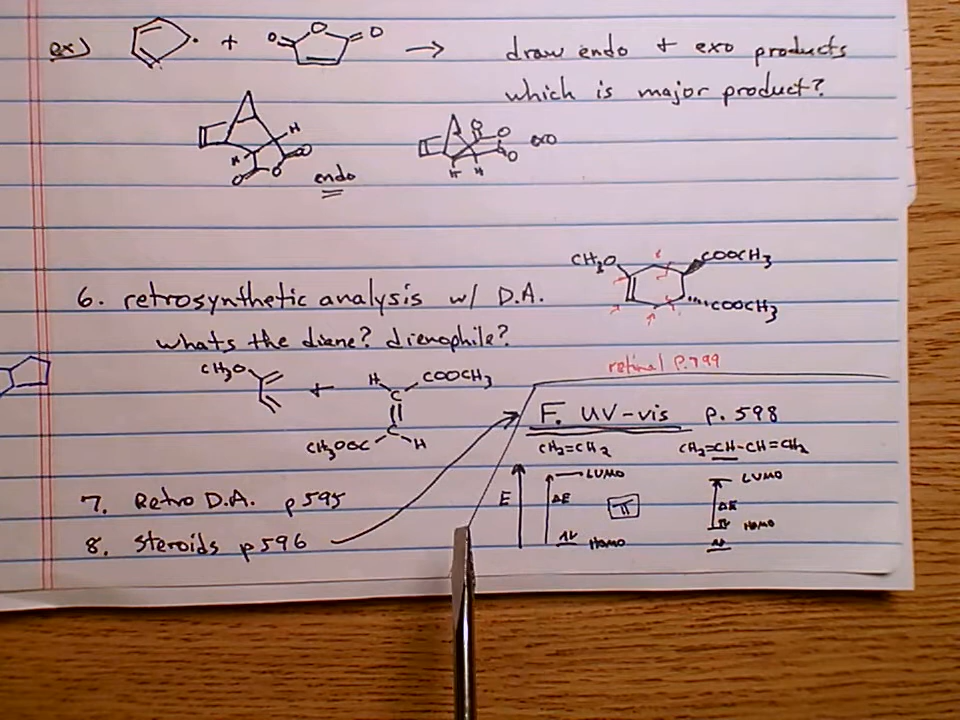 ex) + → draw endo + exo products
which is major product?
H
H
O
O
O
endo
O
O
O
H H
exo
6. retrosynthetic analysis w/ D.A.
CH3O
COOCH3
COOCH3
whats the diene? dienophile?
retinal p.799
CH3O + H COOCH3
C
C
CH3OOC H
F. UV-vis p. 598
CH2=CH2 CH2=CH-CH=CH2
E ΔE LUMO π HOMO
LUMO ΔE HOMO
7. Retro D.A. p595
8. Steroids p596